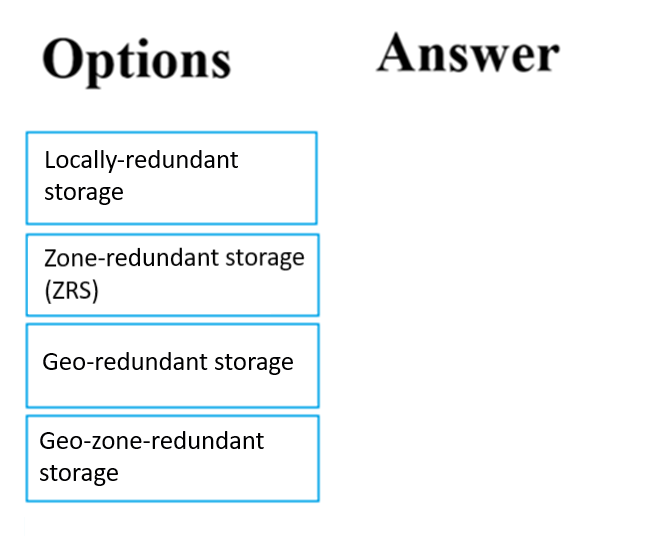 Options
Answer
Locally-redundant
storage
Zone-redundant storage
(ZRS)
Geo-redundant storage
Geo-zone-redundant
storage